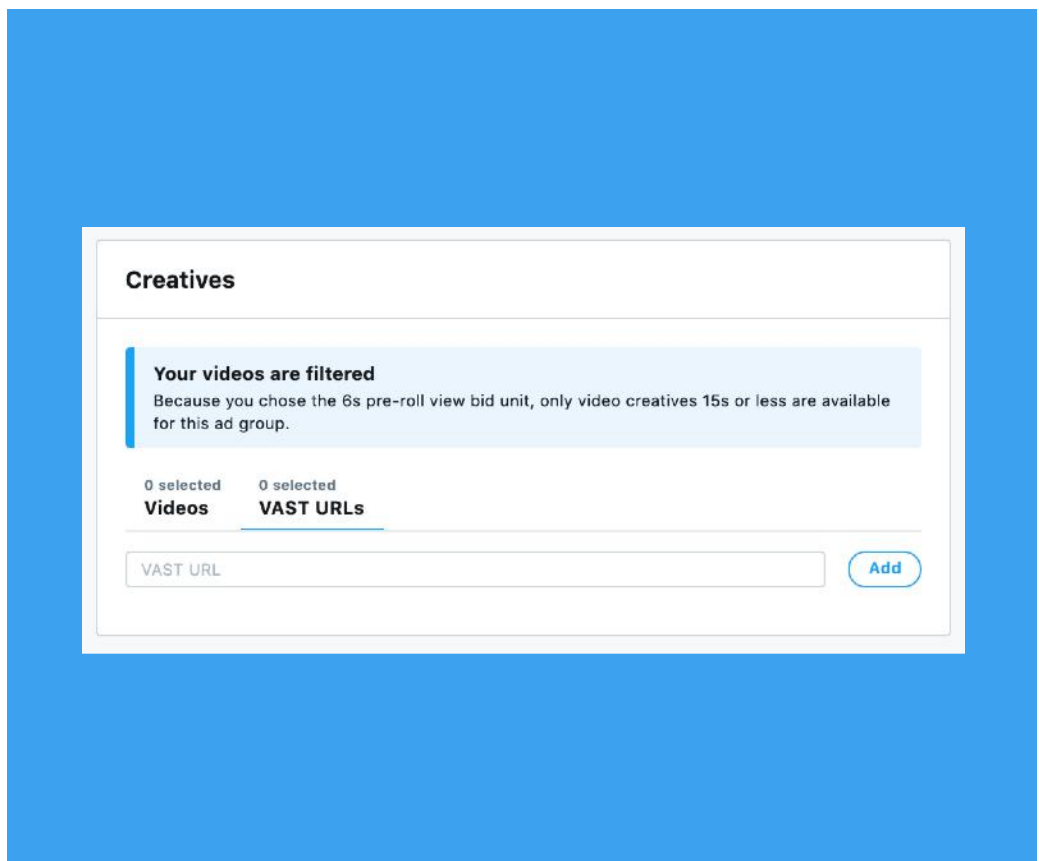 Creatives
Your videos are filtered
Because you chose the 6s pre-roll view bid unit, only video creatives 15s or less are available
for this ad group.
0 selected 0 selected
Videos VAST URLs
VAST URL Add